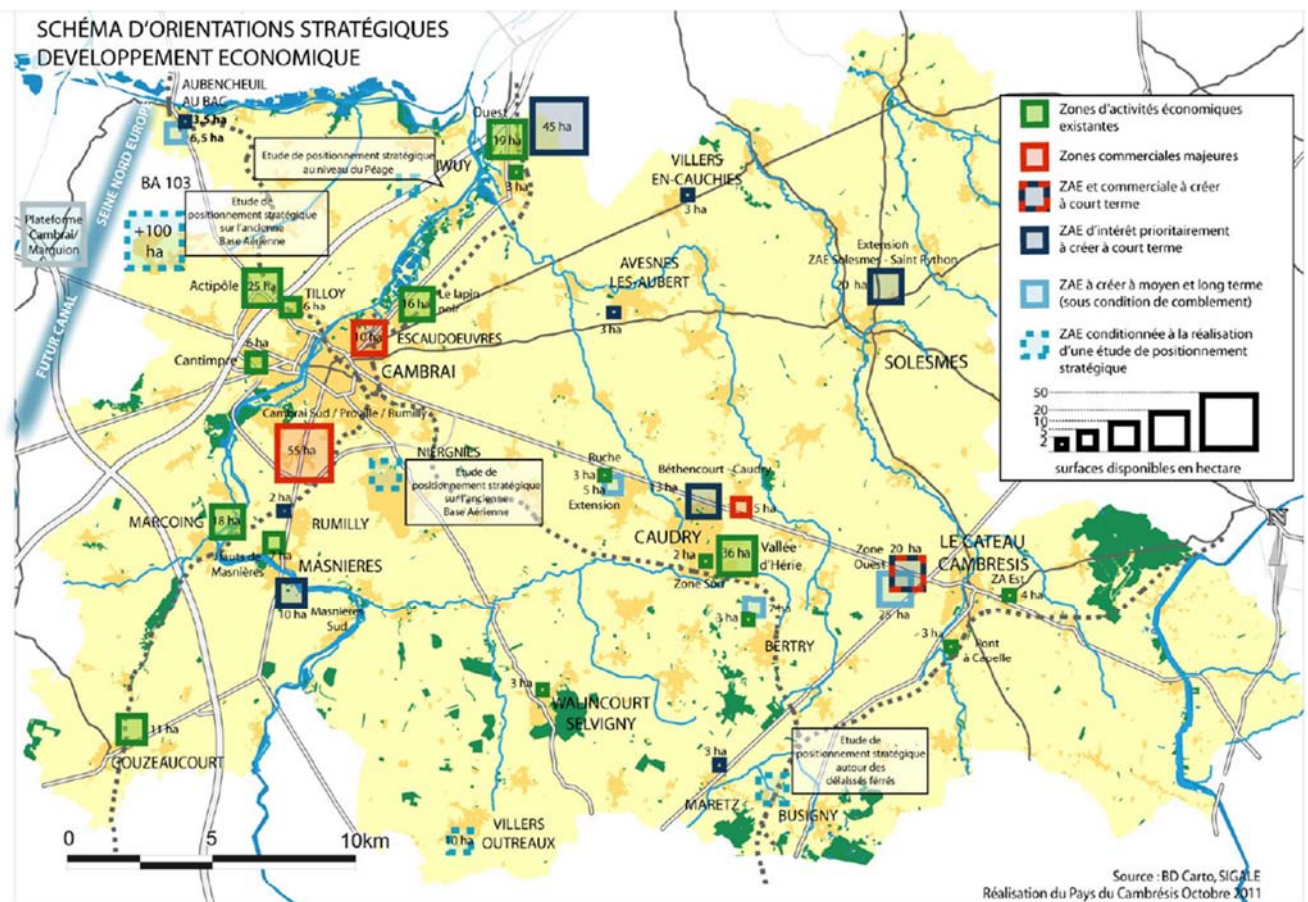 SCHÉMA D'ORIENTATIONS STRATÉGIQUES
DEVELOPPEMENT ECONOMIQUE
AUBENCHEUIL
AU BAC
3,5 ha
6,5 ha
SEINE NORD EUROPE
FUTUR CANAL
Plateforme
Cambrai/
Marquion
BA 103
+100
ha
Etude de positionnement stratégique
au niveau du Péage
Etude de
positionnement stratégique
sur l'ancienne
Base Aérienne
Ouest
19 ha
45 ha
IWUY
3 ha
VILLERS
EN-CAUCHIES
3 ha
Extension
ZAE Solesmes - Saint Python
20 ha
SOLESMES
AVESNES
LES-AUBERT
3 ha
Actipôle
25 ha
TILLOY
6 ha
16 ha
Le lapin
noir
10 ha
ESCAUDOEUVRES
6 ha
Cantimpre
CAMBRAI
Cambrai Sud / Proville / Rumilly
55 ha
NIERGNIES
Etude de
positionnement stratégique
sur l'ancienne
Base Aérienne
Ruche
3 ha
5 ha
Extension
Béthencourt - Caudry
13 ha
5 ha
CAUDRY
2 ha
36 ha
Vallée
d'Hérie
Zone Sud
2 ha
MARCOING
18 ha
RUMILLY
Hauts de
Masnières
7 ha
MASNIERES
10 ha
Masnieres
Sud
Zone
Ouest
20 ha
LE CATEAU
CAMBRESIS
25 ha
ZA Est
4 ha
3 ha
Pont
à Capelle
7 ha
3 ha
BERTRY
3 ha
WALINCOURT
SELVIGNY
11 ha
GOUZEAUCOURT
3 ha
MARETZ
Etude de
positionnement stratégique
autour des
délaissés férrés
BUSIGNY
10 ha
VILLERS
OUTREAUX
0 5 10km
Zones d'activités économiques
existantes
Zones commerciales majeures
ZAE et commerciale à créer
à court terme
ZAE d'intérêt prioritairement
à créer à court terme
ZAE à créer à moyen et long terme
(sous condition de comblement)
ZAE conditionnée à la réalisation
d'une étude de positionnement
stratégique
50
20
10
5
2
surfaces disponibles en hectare
N
Source : BD Carto, SIGALE
Réalisation du Pays du Cambrésis Octobre 2011